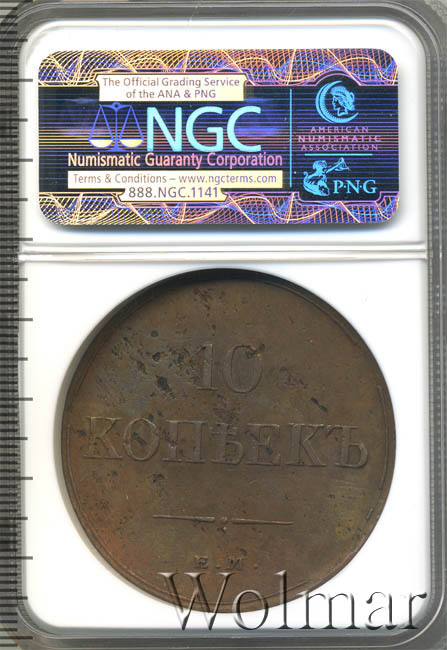 The Official Grading Service
of the ANA & PNG
NGC
Numismatic Guaranty Corporation
Terms & Conditions – www.ngcterms.com
888.NGC.1141
AMERICAN
NUMISMATIC
ASSOCIATION
P·N·G
10
КОПѢЕКЪ
Е.М.
Wolmar